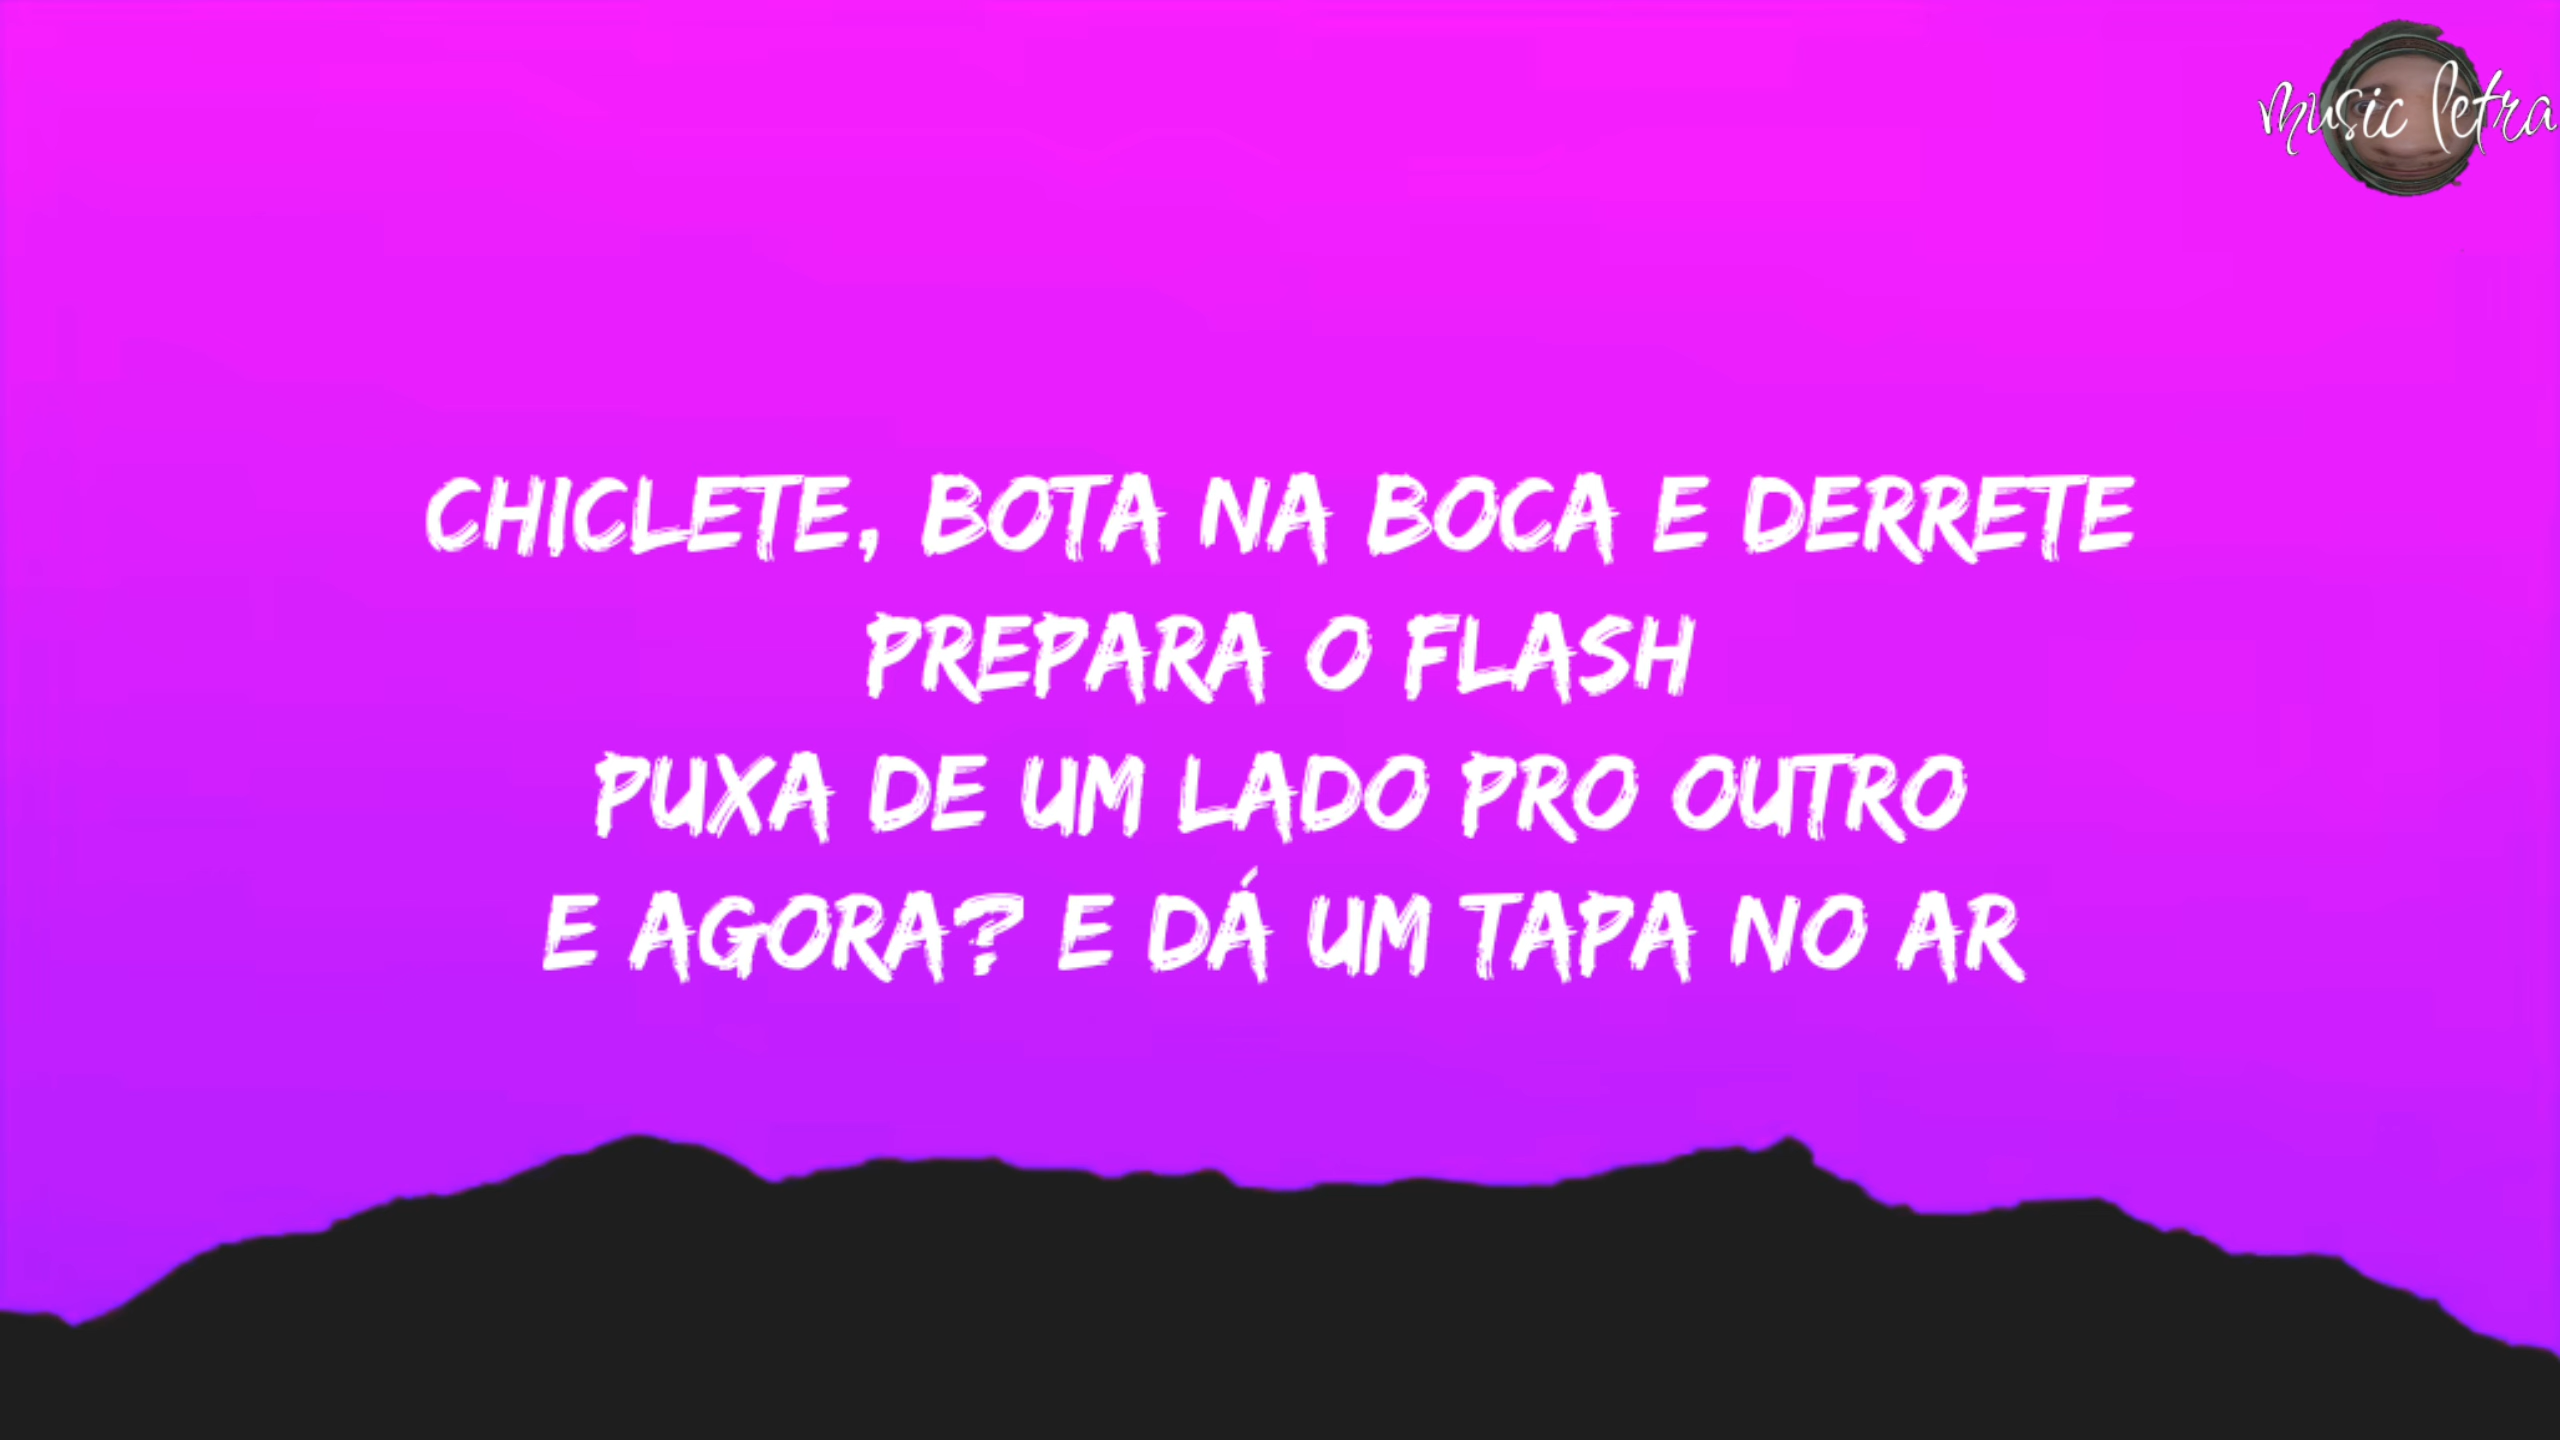 music letra
CHICLETE, BOTA NA BOCA E DERRETE
PREPARA O FLASH
PUXA DE UM LADO PRO OUTRO
E AGORA? E DÁ UM TAPA NO AR